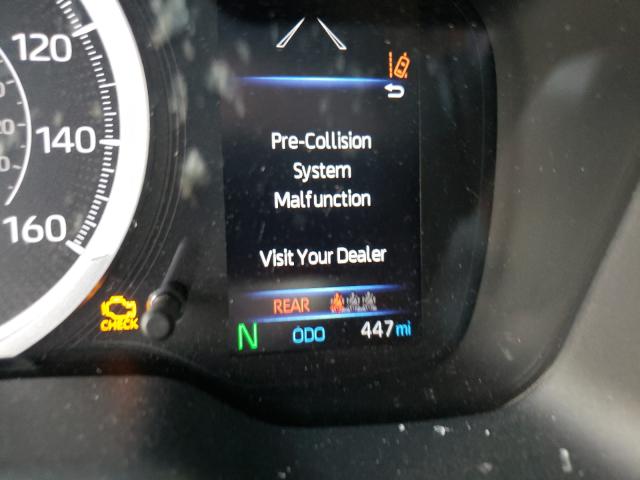 120
140
160
Pre-Collision
System
Malfunction
Visit Your Dealer
CHECK
REAR
N ODO 447 mi